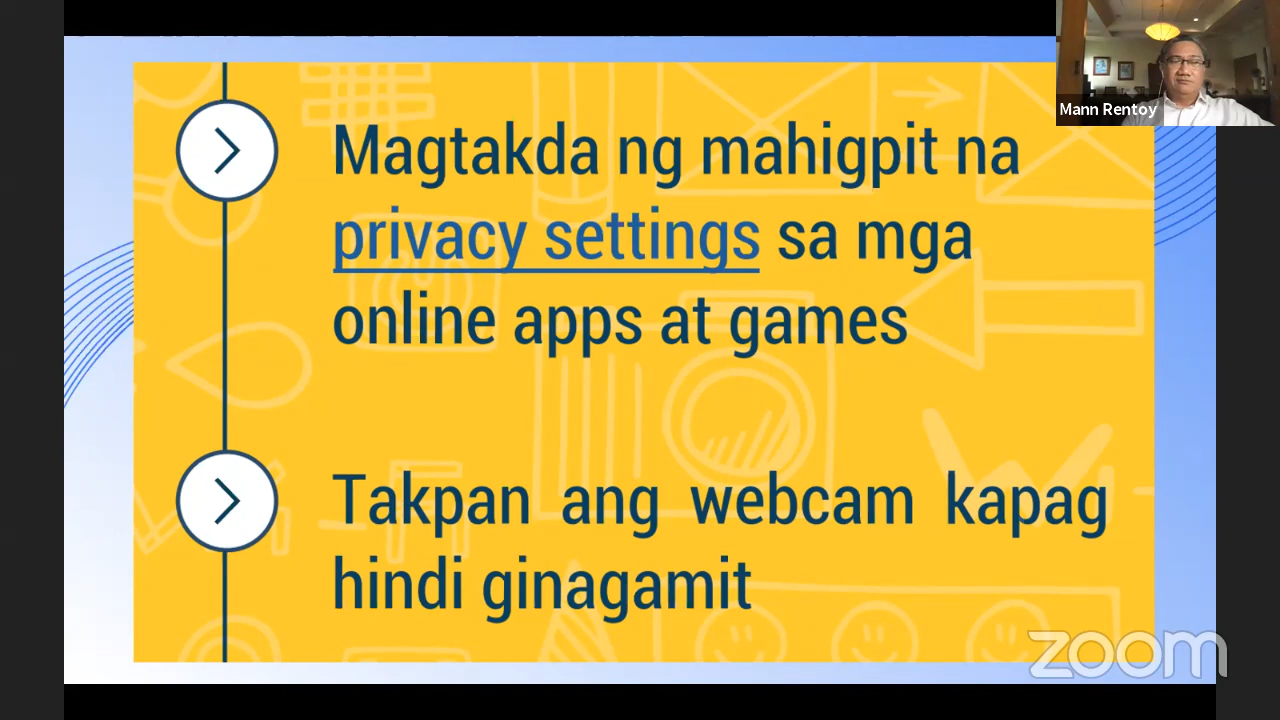 Mann Rentoy
Magtakda ng mahigpit na
privacy settings sa mga
online apps at games
Takpan ang webcam kapag
hindi ginagamit
zoom